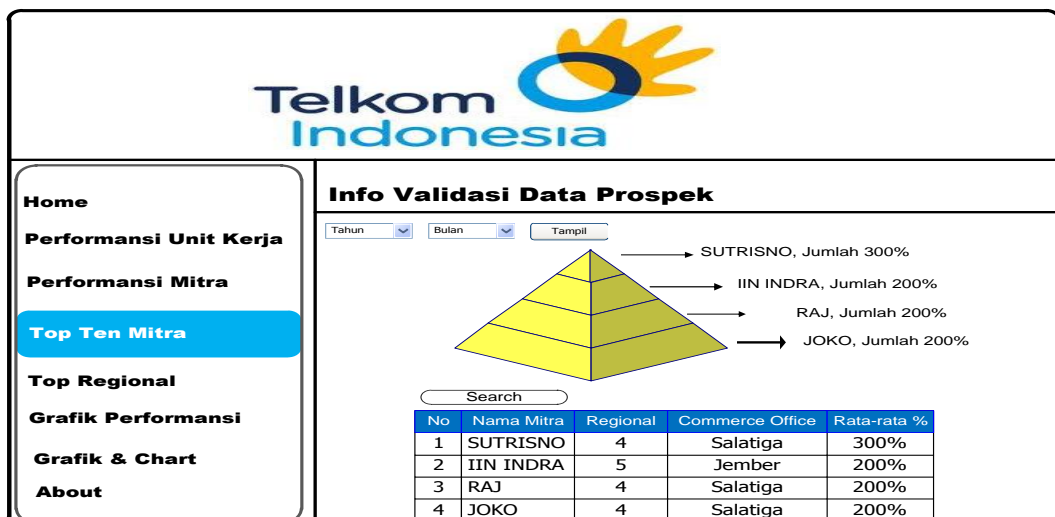 Telkom
Indonesia
Home
Performansi Unit Kerja
Performansi Mitra
Top Ten Mitra
Top Regional
Grafik Performansi
Grafik & Chart
About
Info Validasi Data Prospek
Tahun Bulan Tampil
SUTRISNO, Jumlah 300%
IIN INDRA, Jumlah 200%
RAJ, Jumlah 200%
JOKO, Jumlah 200%
Search
No Nama Mitra Regional Commerce Office Rata-rata %
1 SUTRISNO 4 Salatiga 300%
2 IIN INDRA 5 Jember 200%
3 RAJ 4 Salatiga 200%
4 JOKO 4 Salatiga 200%